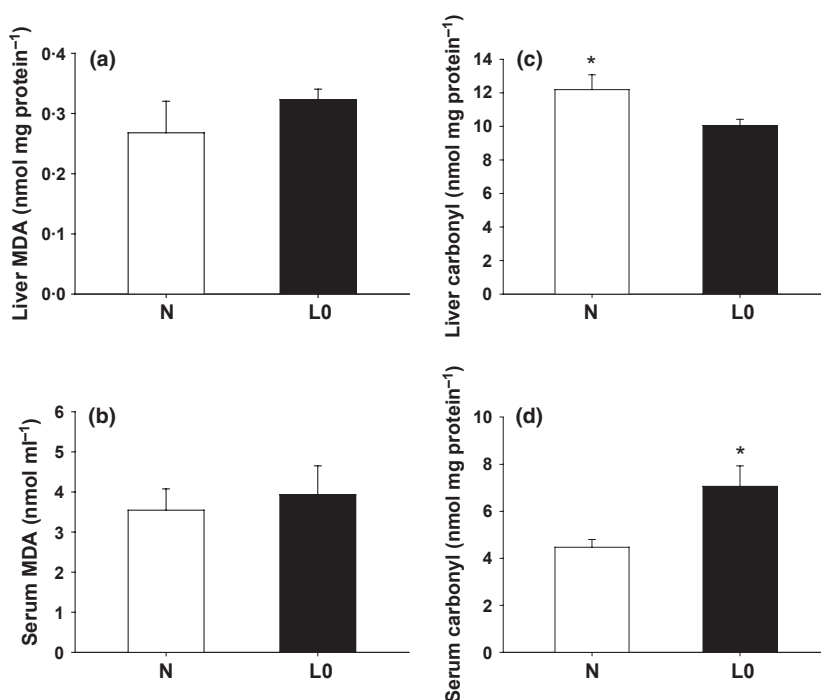 (a)
Liver MDA (nmol mg protein⁻¹)
0·4
0·3
0·2
0·1
0·0
N L0
(c)
*
Liver carbonyl (nmol mg protein⁻¹)
14
12
10
8
6
4
2
0
N L0
(b)
Serum MDA (nmol ml⁻¹)
6
5
4
3
2
1
0
N L0
(d)
*
Serum carbonyl (nmol mg protein⁻¹)
10
8
6
4
2
0
N L0